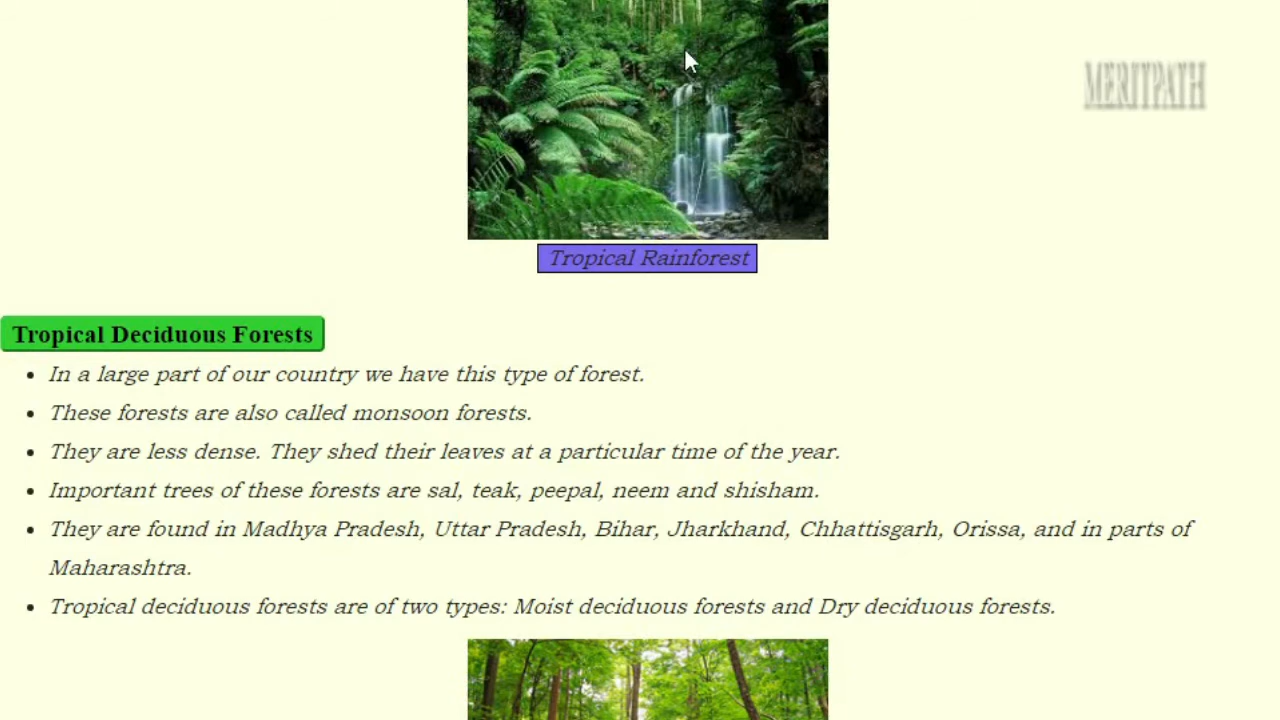 MERITPATH
Tropical Rainforest
Tropical Deciduous Forests
• In a large part of our country we have this type of forest.
• These forests are also called monsoon forests.
• They are less dense. They shed their leaves at a particular time of the year.
• Important trees of these forests are sal, teak, peepal, neem and shisham.
• They are found in Madhya Pradesh, Uttar Pradesh, Bihar, Jharkhand, Chhattisgarh, Orissa, and in parts of
Maharashtra.
• Tropical deciduous forests are of two types: Moist deciduous forests and Dry deciduous forests.